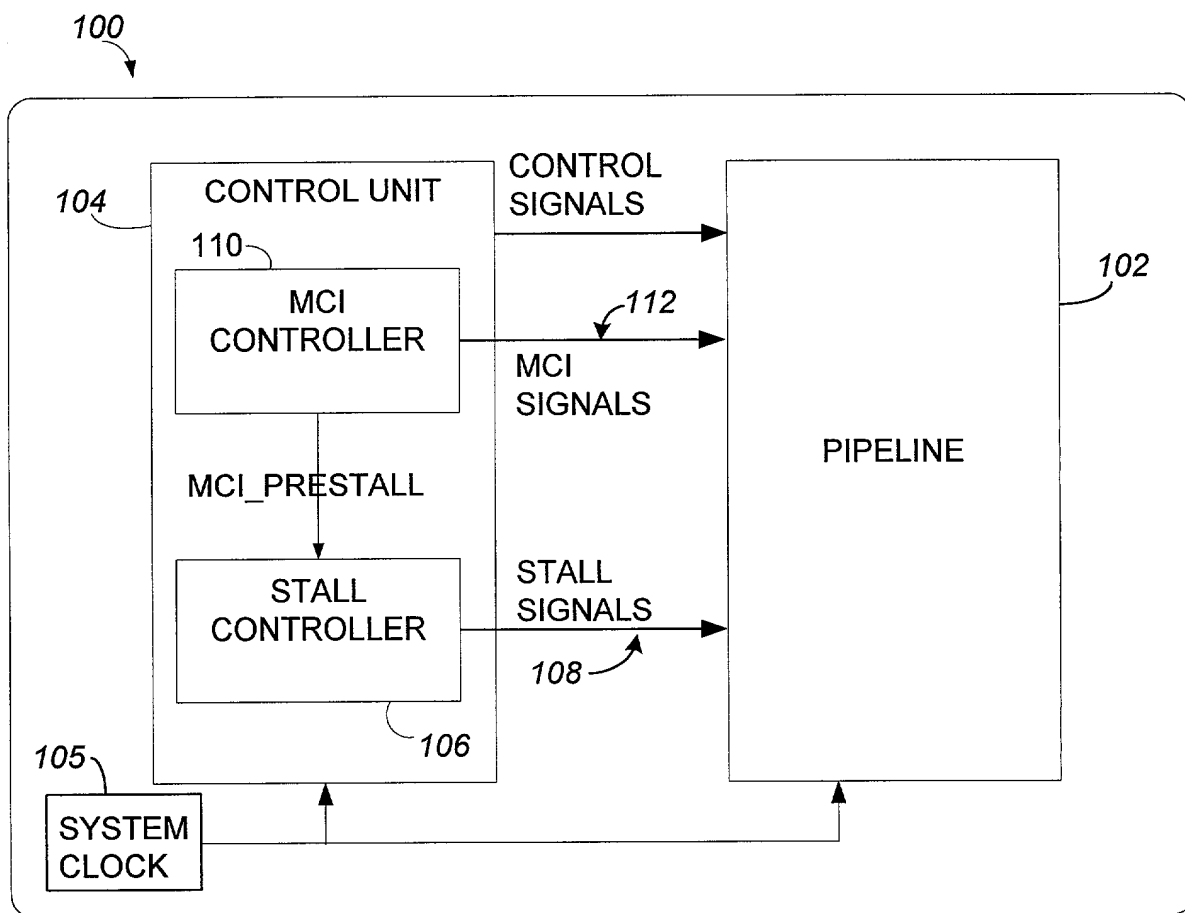 100
104
CONTROL UNIT
CONTROL
SIGNALS
110
MCI
CONTROLLER
112
102
MCI
SIGNALS
PIPELINE
MCI_PRESTALL
STALL
CONTROLLER
STALL
SIGNALS
108
106
105
SYSTEM
CLOCK